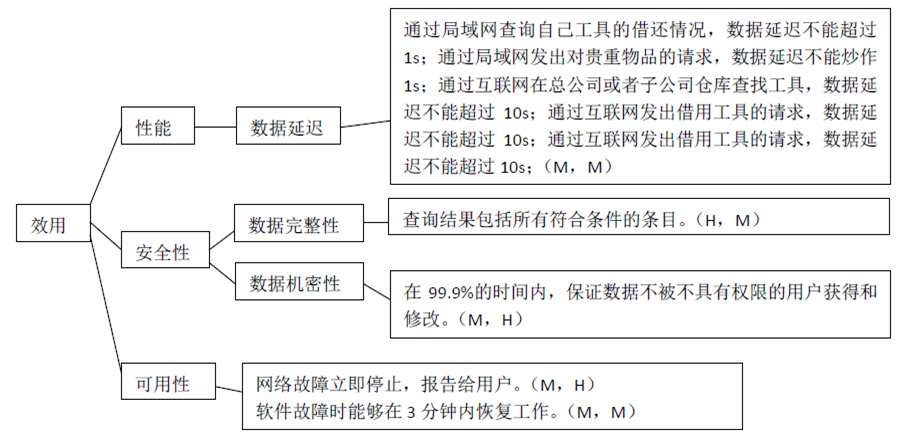 通过局域网查询自己工具的借还情况，数据延迟不能超过
1s；通过局域网发出对贵重物品的请求，数据延迟不能炒作
1s；通过互联网在总公司或者子公司仓库查找工具，数据延
迟不能超过 10s；通过互联网发出借用工具的请求，数据延
迟不能超过 10s；通过互联网发出借用工具的请求，数据延
迟不能超过 10s；（M，M）
性能
数据延迟
效用
数据完整性
查询结果包括所有符合条件的条目。（H，M）
安全性
数据机密性
在 99.9%的时间内，保证数据不被不具有权限的用户获得和
修改。（M，H）
可用性
网络故障立即停止，报告给用户。（M，H）
软件故障时能够在 3 分钟内恢复工作。（M，M）